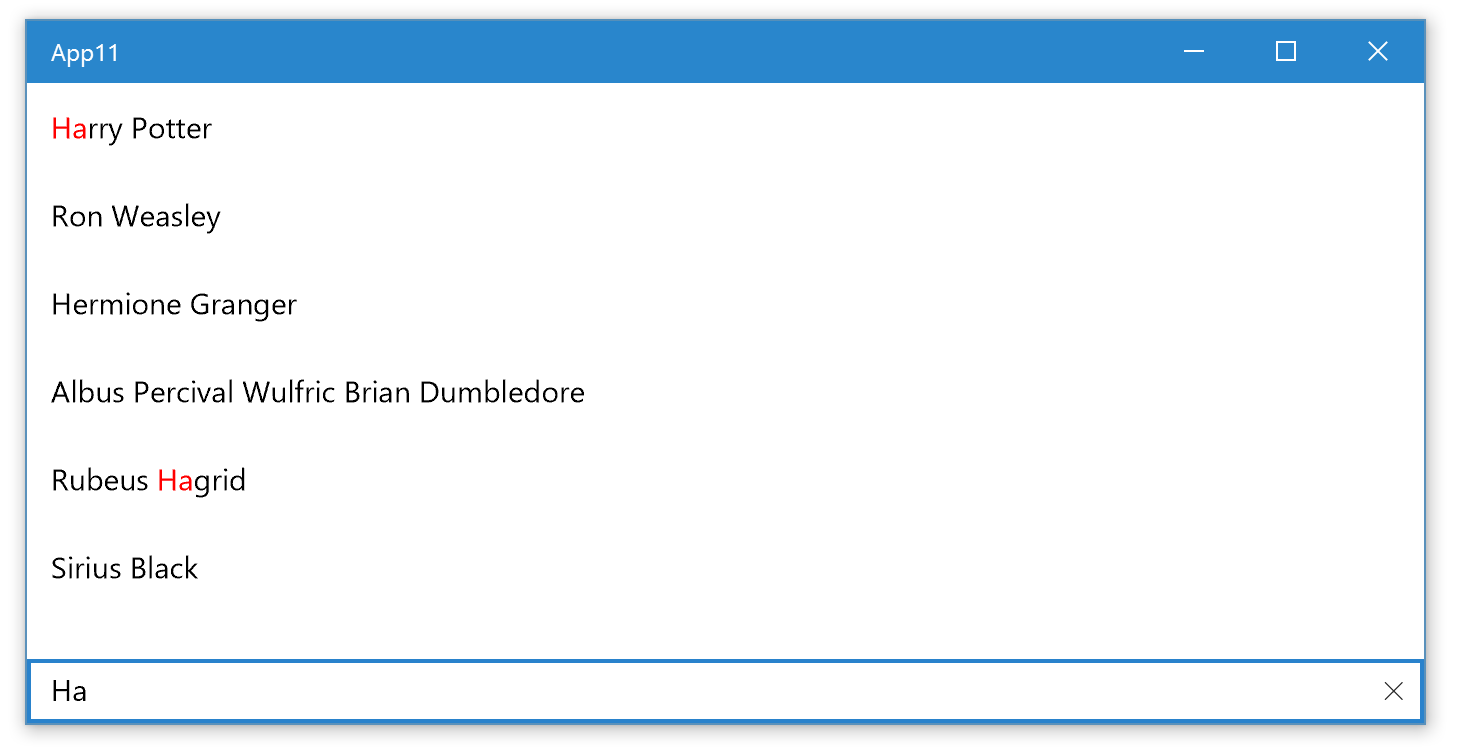 App11
Harry Potter
Ron Weasley
Hermione Granger
Albus Percival Wulfric Brian Dumbledore
Rubeus Hagrid
Sirius Black
Ha